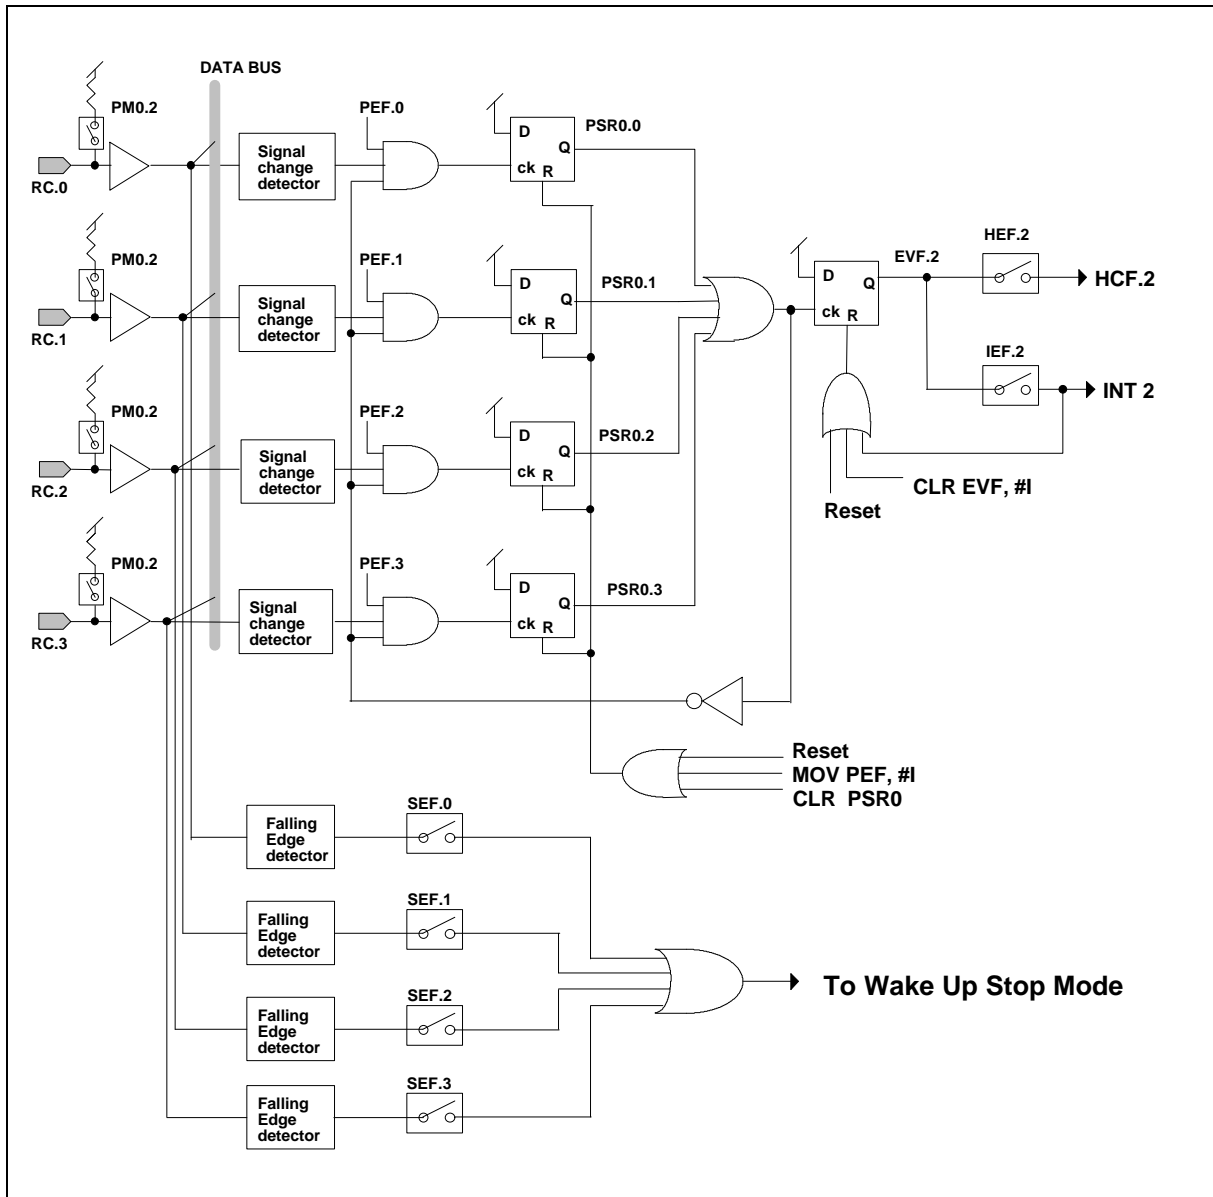 DATA BUS
PM0.2
RC.0
Signal
change
detector
PEF.0
D
Q
ck
R
PSR0.0
PM0.2
RC.1
Signal
change
detector
PEF.1
D
Q
ck
R
PSR0.1
D
Q
ck
R
EVF.2
HEF.2
HCF.2
IEF.2
INT 2
CLR EVF, #I
Reset
PM0.2
RC.2
Signal
change
detector
PEF.2
D
Q
ck
R
PSR0.2
PM0.2
RC.3
Signal
change
detector
PEF.3
D
Q
ck
R
PSR0.3
Reset
MOV PEF, #I
CLR PSR0
Falling
Edge
detector
SEF.0
Falling
Edge
detector
SEF.1
Falling
Edge
detector
SEF.2
Falling
Edge
detector
SEF.3
To Wake Up Stop Mode